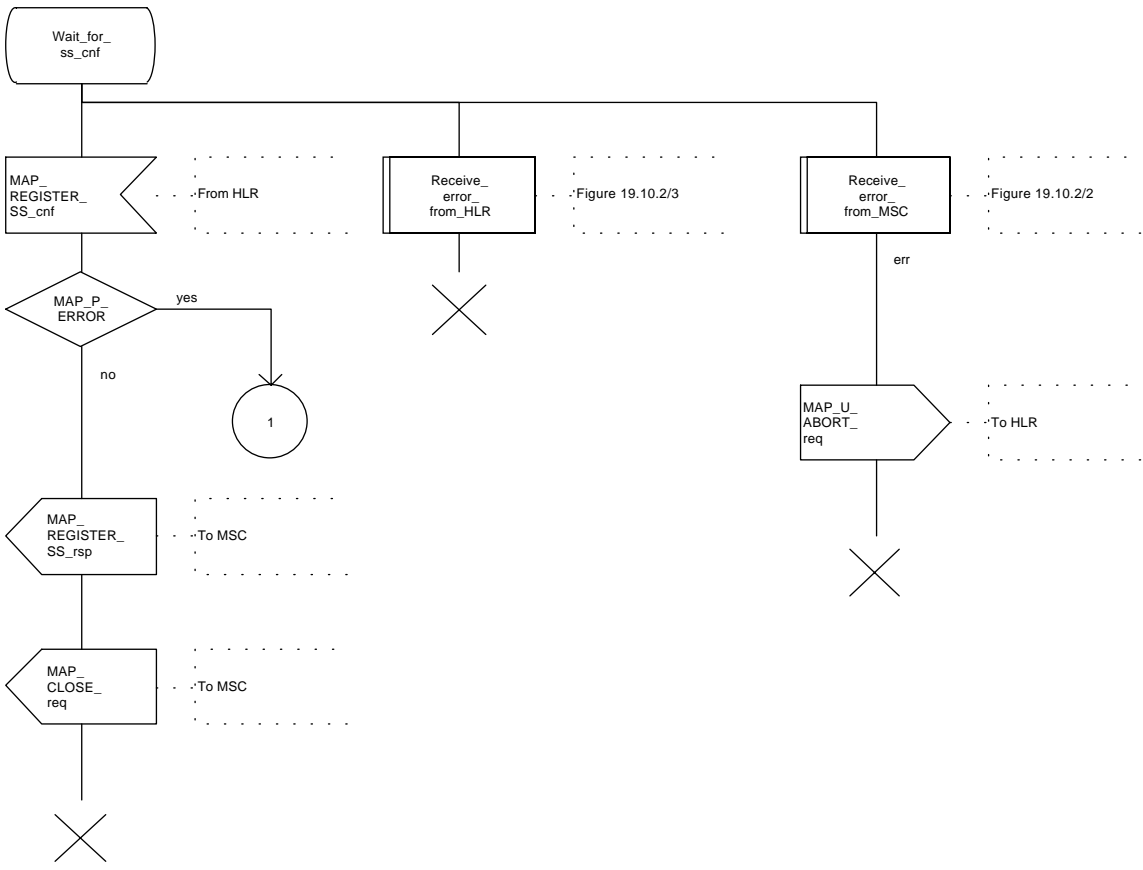 Wait_for_
ss_cnf
MAP_
REGISTER_
SS_cnf
From HLR
Receive_
error_
from_HLR
Figure 19.10.2/3
Receive_
error_
from_MSC
Figure 19.10.2/2
err
MAP_P_
ERROR
yes
no
1
MAP_U_
ABORT_
req
To HLR
MAP_
REGISTER_
SS_rsp
To MSC
MAP_
CLOSE_
req
To MSC